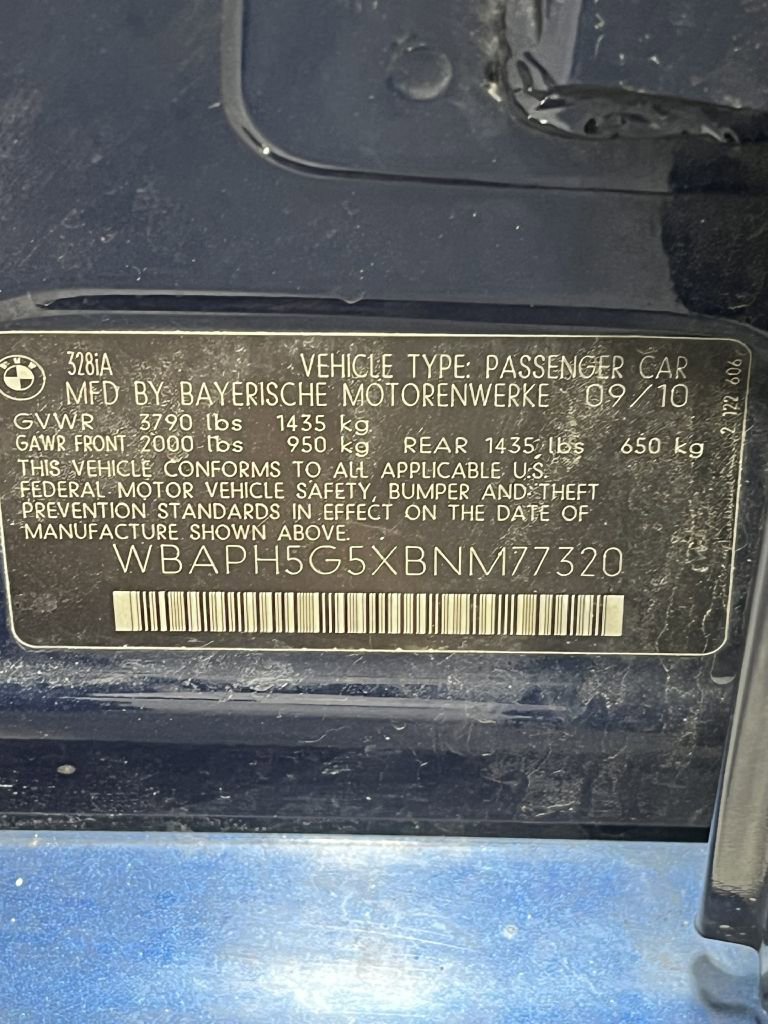 BMW
328iA VEHICLE TYPE: PASSENGER CAR
MFD BY BAYERISCHE MOTORENWERKE 09/10
GVWR 3790 lbs 1435 kg
GAWR FRONT 2000 lbs 950 kg REAR 1435 lbs 650 kg
THIS VEHICLE CONFORMS TO ALL APPLICABLE U.S.
FEDERAL MOTOR VEHICLE SAFETY, BUMPER AND THEFT
PREVENTION STANDARDS IN EFFECT ON THE DATE OF
MANUFACTURE SHOWN ABOVE.
WBAPH5G5XBNM77320
2 122 606